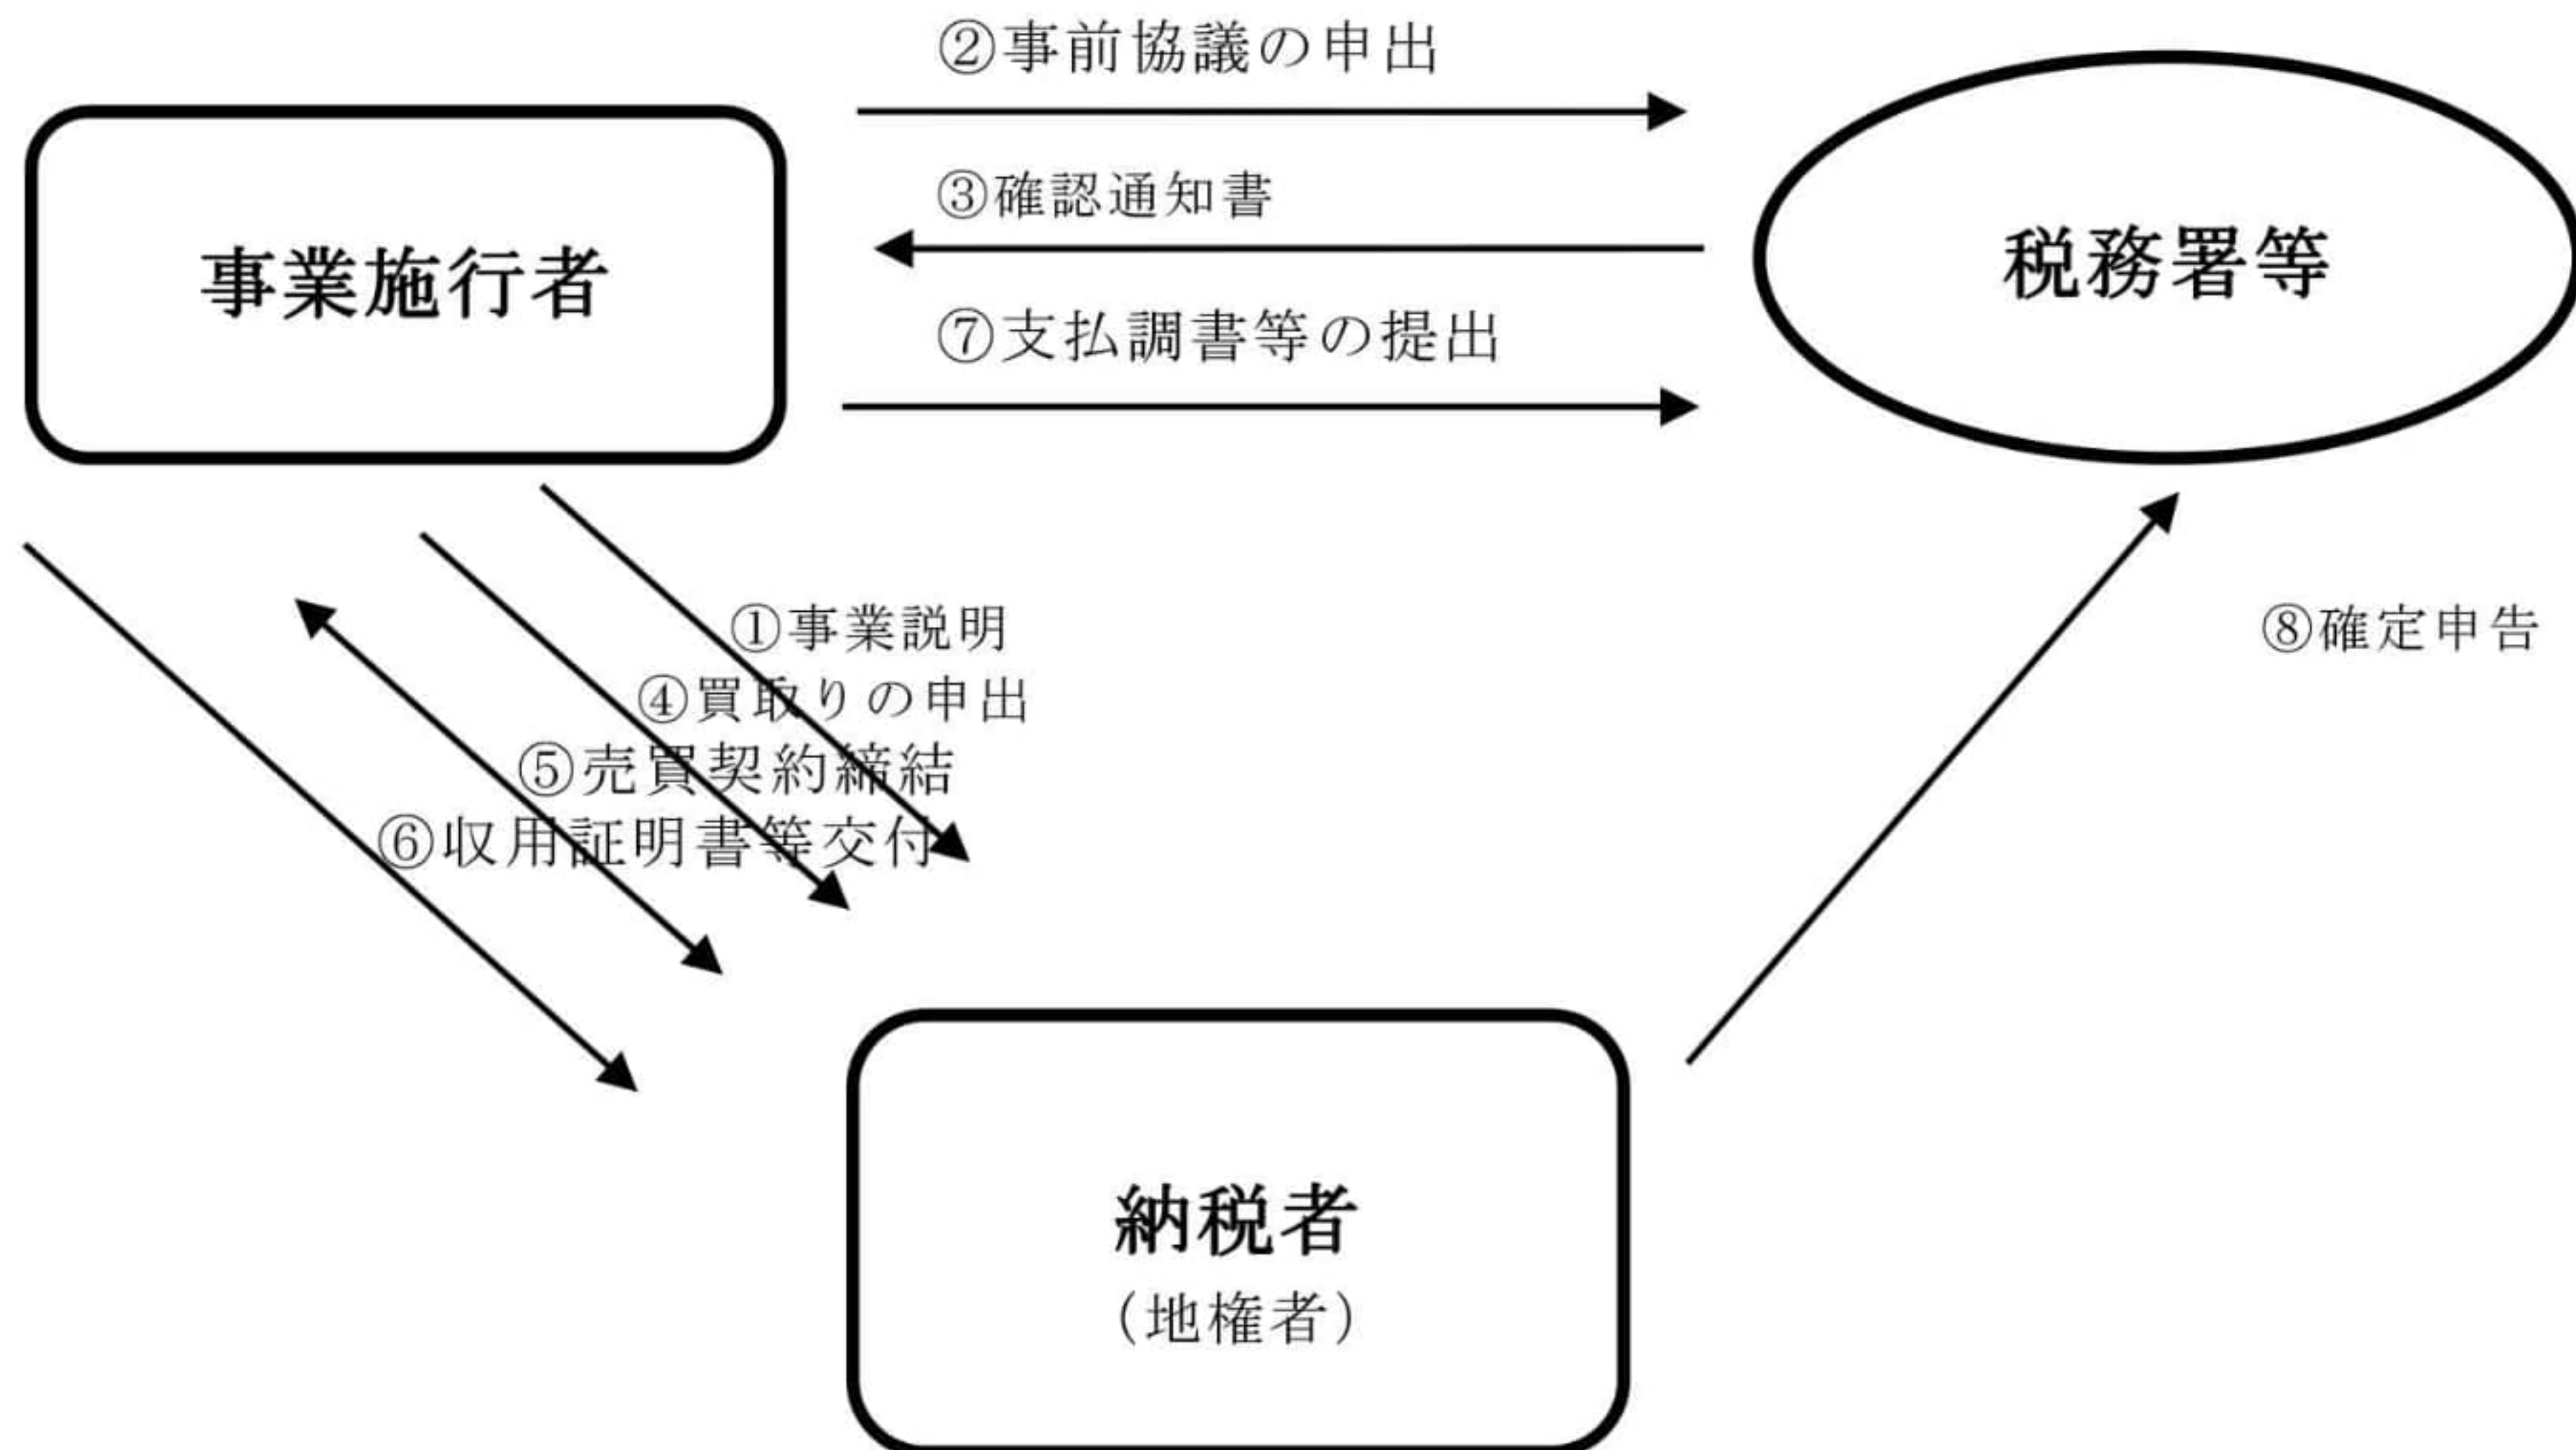 ②事前協議の申出
③確認通知書
事業施行者
税務署等
⑦支払調書等の提出
①事業説明
⑧確定申告
④買取りの申出
⑤売買契約締結
⑥収用証明書等交付
納税者
(地権者)